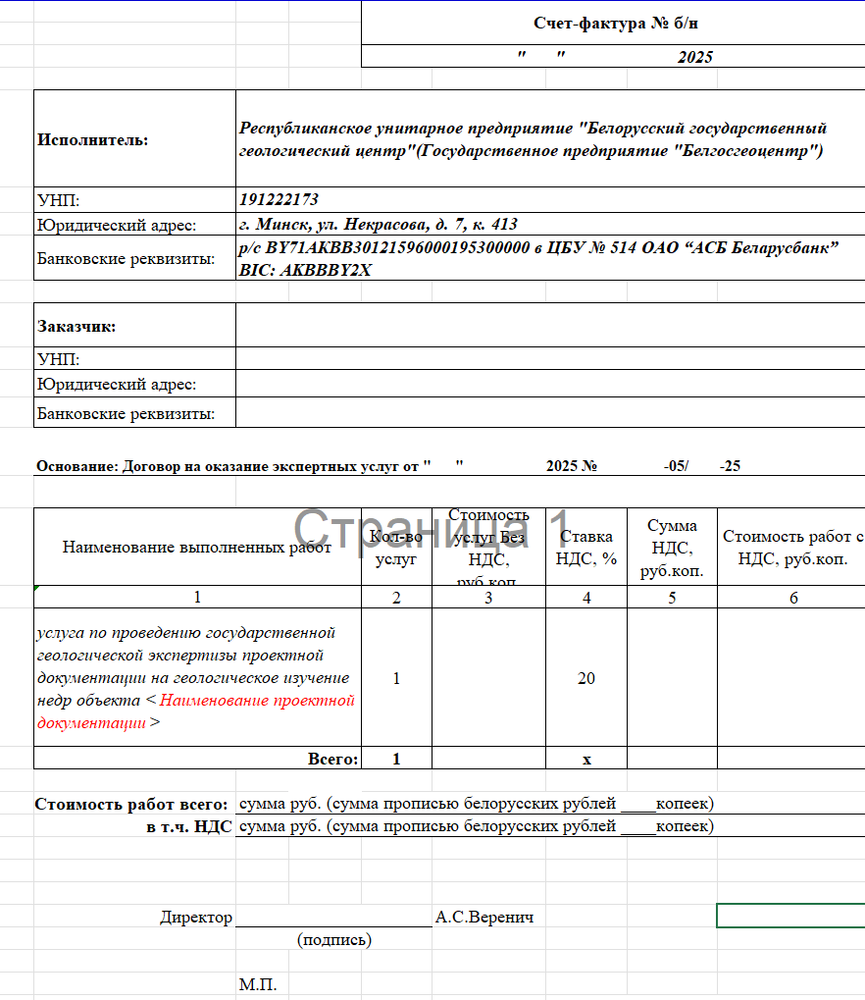 Счет-фактура № б/н
" " 2025
Исполнитель:
Республиканское унитарное предприятие "Белорусский государственный
геологический центр"(Государственное предприятие "Белгосгеоцентр")
УНП: 191222173
Юридический адрес: г. Минск, ул. Некрасова, д. 7, к. 413
Банковские реквизиты:
р/с BY71AKBB30121596000195300000 в ЦБУ № 514 ОАО “АСБ Беларусбанк”
BIC: AKBBBY2X
Заказчик:
УНП:
Юридический адрес:
Банковские реквизиты:
Основание: Договор на оказание экспертных услуг от " " 2025 № -05/ -25
Страница 1
Наименование выполненных работ
Кол-во
услуг
Стоимость
услуг Без
НДС,
руб.коп.
Ставка
НДС, %
Сумма
НДС,
руб.коп.
Стоимость работ с
НДС, руб.коп.
1 2 3 4 5 6
услуга по проведению государственной
геологической экспертизы проектной
документации на геологическое изучение
недр объекта < Наименование проектной
документации >
1 20
Всего: 1 х
Стоимость работ всего: сумма руб. (сумма прописью белорусских рублей ____копеек)
в т.ч. НДС сумма руб. (сумма прописью белорусских рублей ____копеек)
Директор А.С.Веренич
(подпись)
М.П.